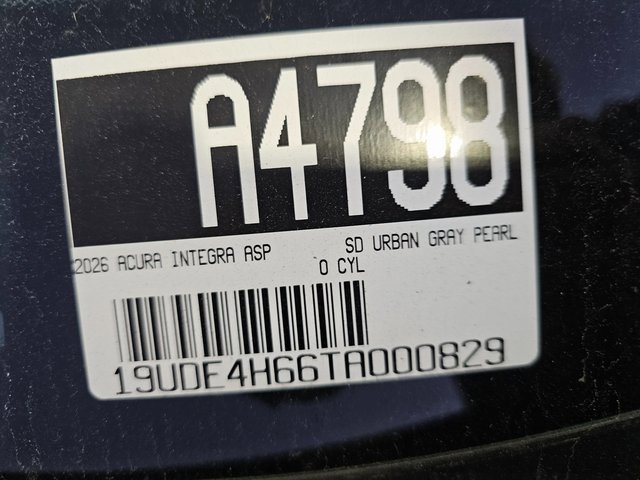 A4798
2026 ACURA INTEGRA ASP SD URBAN GRAY PEARL
0 CYL
19UDE4H66TA000829